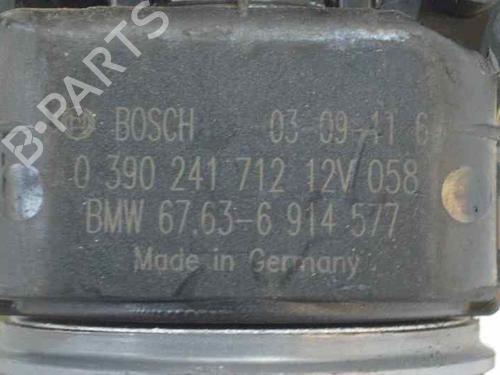 BOSCH 03 09-11 6
0 390 241 712 12V 058
BMW 67.63-6 914 577
Made in Germany